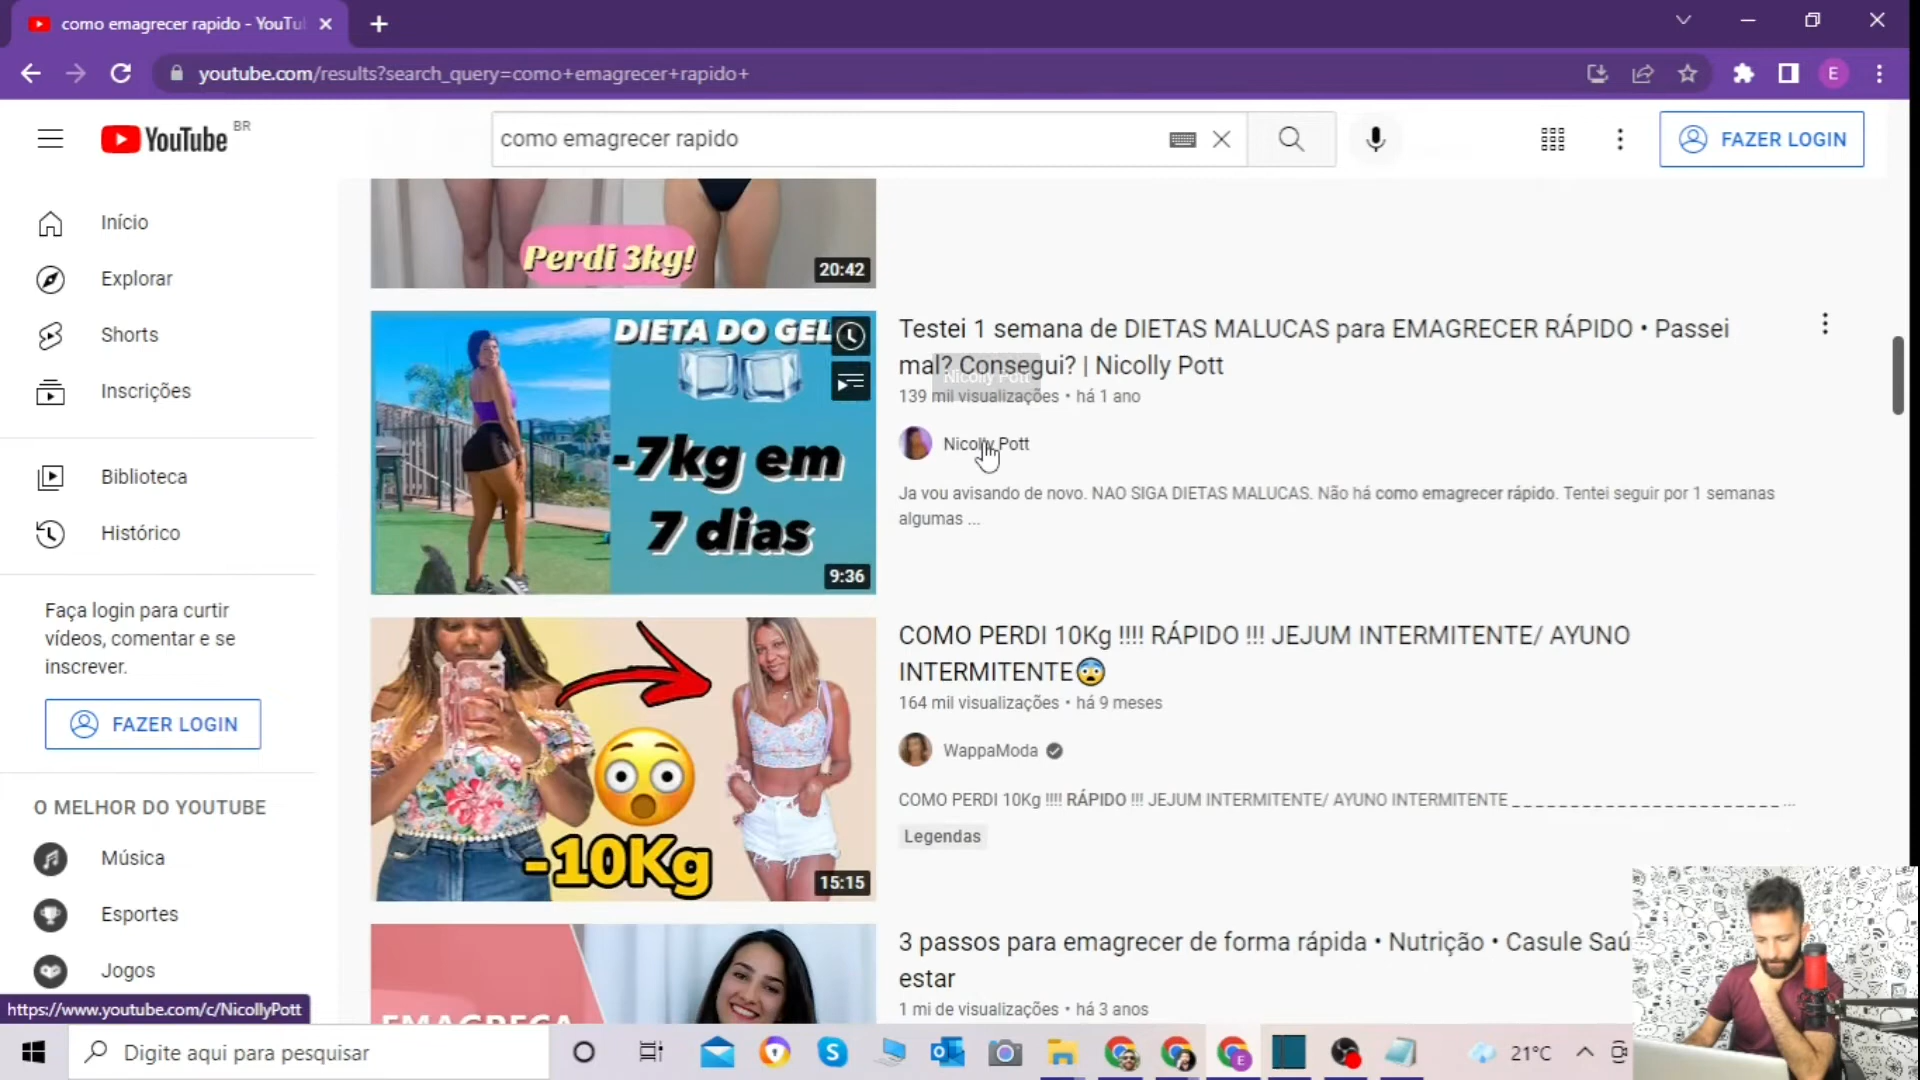 como emagrecer rapido - YouTu
youtube.com/results?search_query=como+emagrecer+rapido+
E
YouTube BR
como emagrecer rapido
FAZER LOGIN
Início
Explorar
Shorts
Inscrições
Biblioteca
Histórico
Faça login para curtir
vídeos, comentar e se
inscrever.
FAZER LOGIN
O MELHOR DO YOUTUBE
Música
Esportes
Jogos
https://www.youtube.com/c/NicollyPott
Perdi 3kg!
20:42
DIETA DO GEL
-7kg em
7 dias
9:36
Testei 1 semana de DIETAS MALUCAS para EMAGRECER RÁPIDO • Passei
mal? Consegui? | Nicolly Pott
Nicolly Pott
139 mil visualizações • há 1 ano
Nicolly Pott
Ja vou avisando de novo. NAO SIGA DIETAS MALUCAS. Não há como emagrecer rápido. Tentei seguir por 1 semanas
algumas ...
-10Kg
15:15
COMO PERDI 10Kg !!!! RÁPIDO !!! JEJUM INTERMITENTE/ AYUNO
INTERMITENTE😨
164 mil visualizações • há 9 meses
WappaModa
COMO PERDI 10Kg !!!! RÁPIDO !!! JEJUM INTERMITENTE/ AYUNO INTERMITENTE _ _ _ _ _ _ _ _ _ _ _ _ _ _ _ _ _ _ _ _ _ _ _ ...
Legendas
EMAGREÇA
3 passos para emagrecer de forma rápida • Nutrição • Casule Saú
estar
1 mi de visualizações • há 3 anos
Digite aqui para pesquisar
21°C